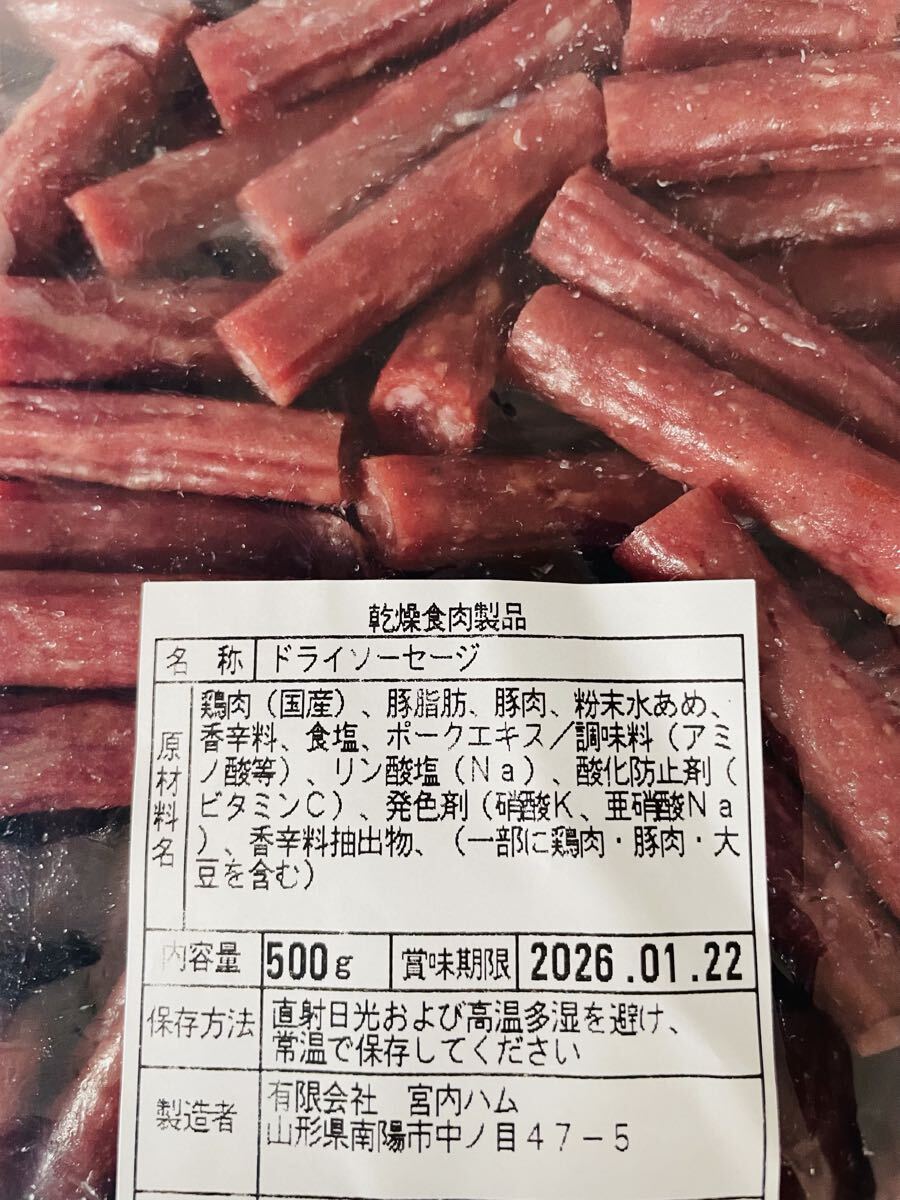 乾燥食肉製品
名 称 ドライソーセージ
原材料名
鶏肉（国産）、豚脂肪、豚肉、粉末水あめ、
香辛料、食塩、ポークエキス／調味料（アミ
ノ酸等）、リン酸塩（Na）、酸化防止剤（
ビタミンC）、発色剤（硝酸K、亜硝酸Na
）、香辛料抽出物、（一部に鶏肉・豚肉・大
豆を含む）
内容量 500g 賞味期限 2026.01.22
保存方法 直射日光および高温多湿を避け、
常温で保存してください
製造者 有限会社　宮内ハム
山形県南陽市中ノ目47-5